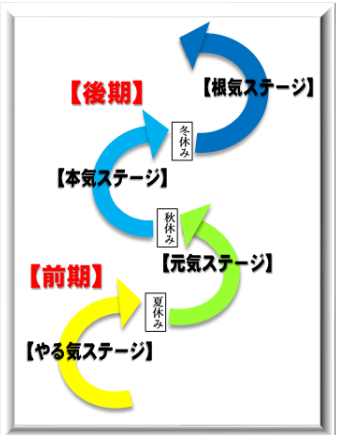 【根気ステージ】
【後期】
冬休み
【本気ステージ】
秋休み
【元気ステージ】
【前期】
夏休み
【やる気ステージ】